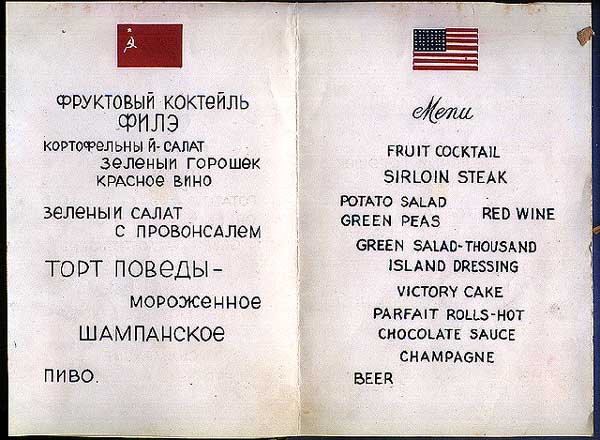 ФРУКТОВЫЙ КОКТЕЙЛЬ
ФИЛЭ
КОРТОФЕЛЬНЫЙ-САЛАТ
ЗЕЛЕНЫЙ ГОРОШЕК
КРАСНОЕ ВИНО
ЗЕЛЕНЫЙ САЛАТ
С ПРОВОНСАЛЕМ
ТОРТ ПОВЕДЫ-
МОРОЖЕННОЕ
ШАМПАНСКОЕ
ПИВО.
Menu
FRUIT COCKTAIL
SIRLOIN STEAK
POTATO SALAD
GREEN PEAS RED WINE
GREEN SALAD-THOUSAND
ISLAND DRESSING
VICTORY CAKE
PARFAIT ROLLS-HOT
CHOCOLATE SAUCE
CHAMPAGNE
BEER